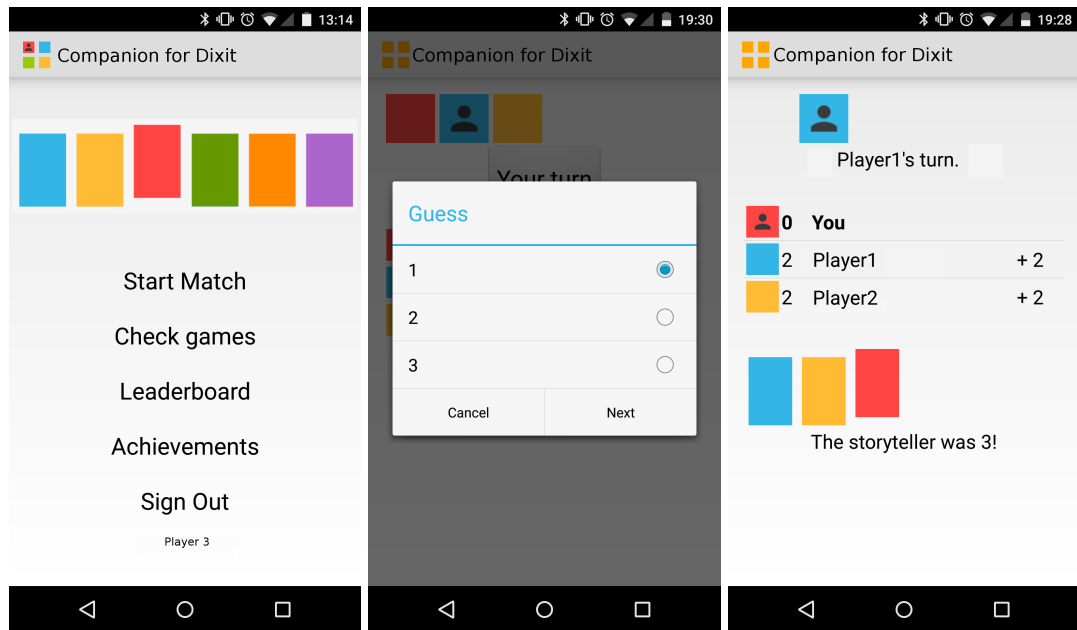 13:14
Companion for Dixit
Start Match
Check games
Leaderboard
Achievements
Sign Out
Player 3
19:30
Companion for Dixit
Your turn
Guess
1
2
3
Cancel
Next
19:28
Companion for Dixit
Player1's turn.
0 You
2 Player1 + 2
2 Player2 + 2
The storyteller was 3!